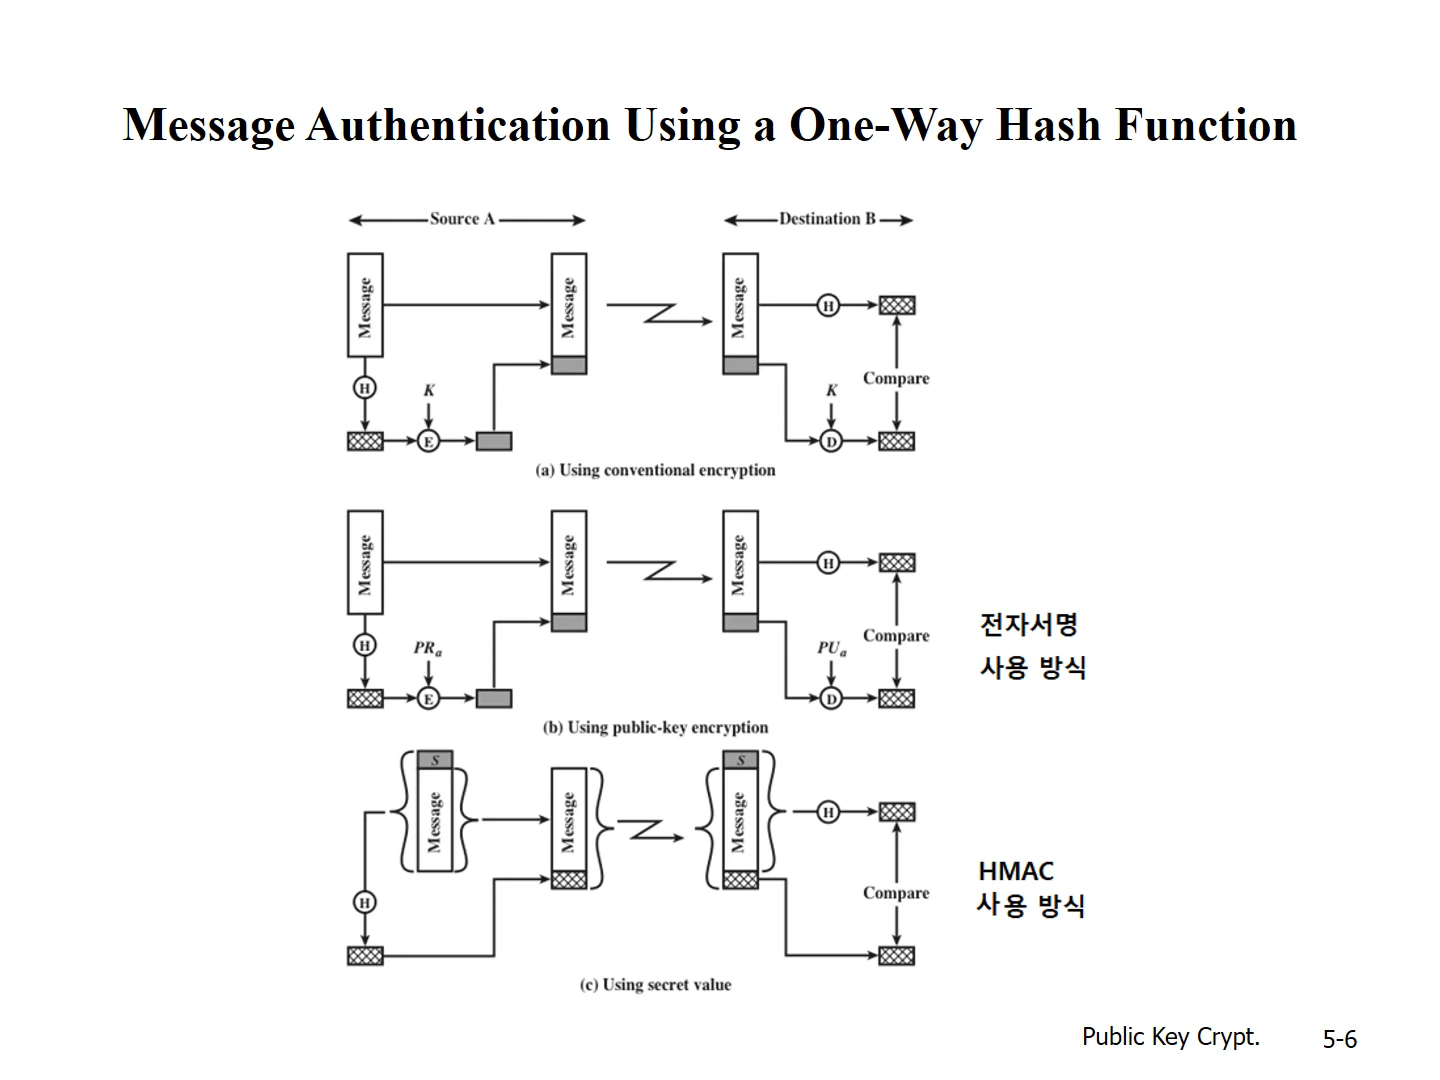 Message Authentication Using a One-Way Hash Function
Source A
Destination B
Message
Message
Message
H
H
K
K
Compare
E
D
(a) Using conventional encryption
Message
Message
Message
H
H
PRa
PUa
Compare
E
D
(b) Using public-key encryption
전자서명
사용 방식
S
S
Message
Message
Message
H
H
Compare
(c) Using secret value
HMAC
사용 방식
Public Key Crypt.
5-6